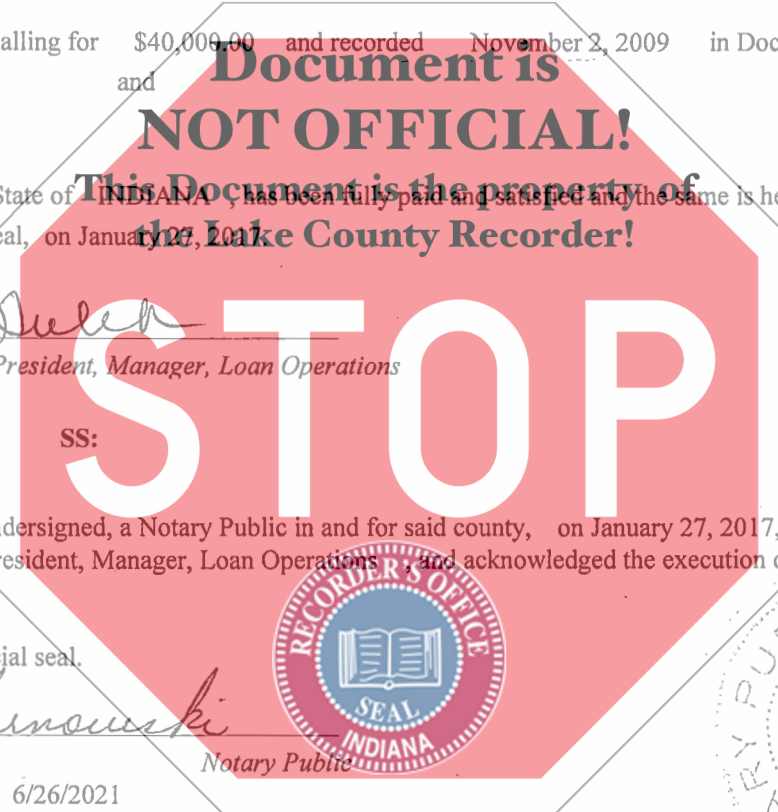 alling for $40,000.00 and recorded November 2, 2009 in Doc
Document is
and
NOT OFFICIAL!
This Document is the property of
State of INDIANA , has been fully paid and satisfied and the same is he
eal, on January 27, 2017.
the Lake County Recorder!
President, Manager, Loan Operations
STOP
SS:
dersigned, a Notary Public in and for said county, on January 27, 2017,
resident, Manager, Loan Operations , and acknowledged the execution o
RECORDER'S OFFICE
SEAL
INDIANA
ial seal.
Notary Public
6/26/2021